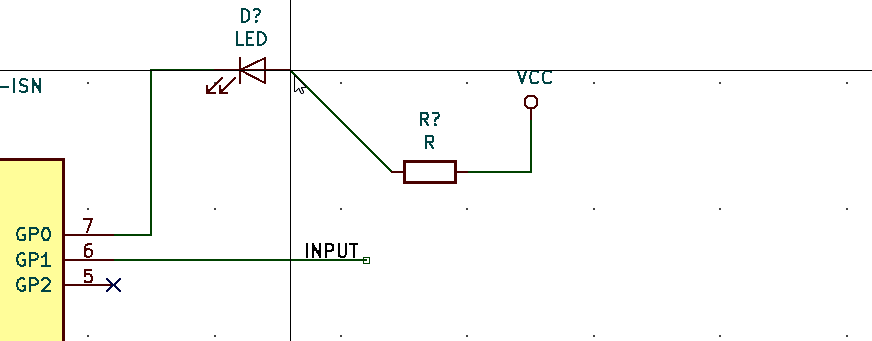 D?
LED
-ISN
VCC
R?
R
GP0 7
GP1 6 INPUT
GP2 5